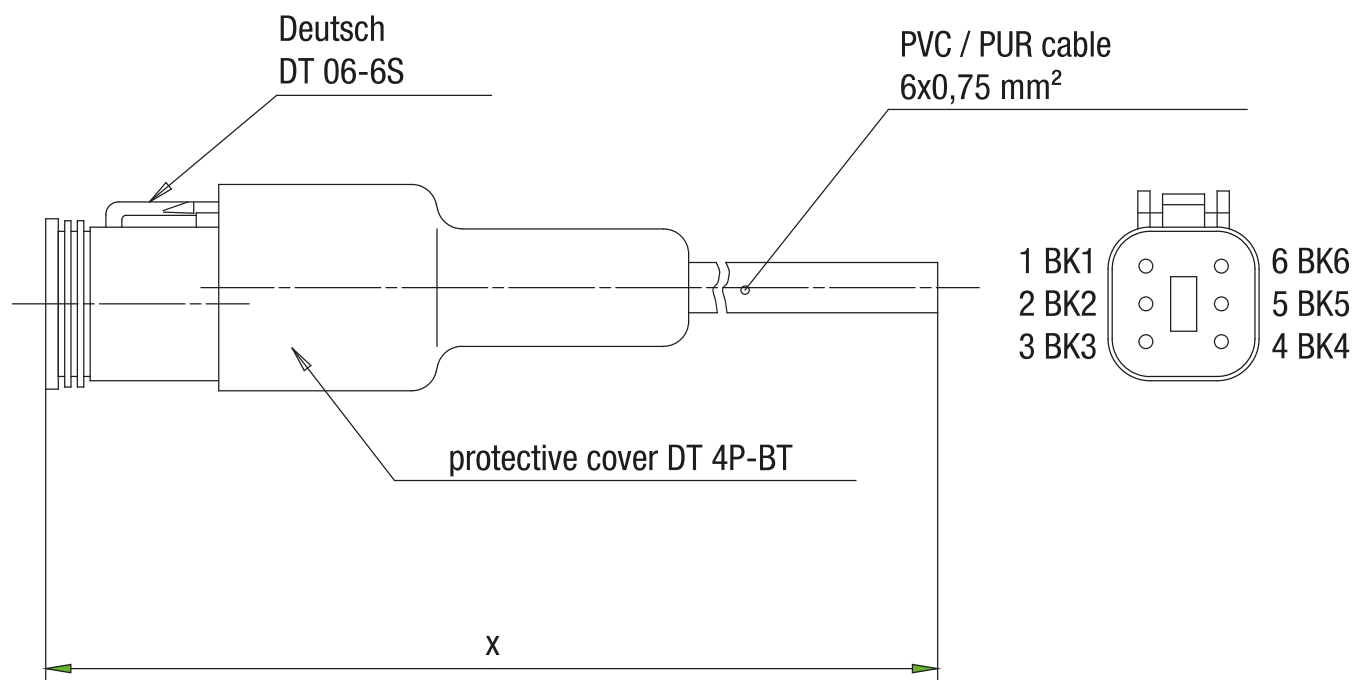 Deutsch
DT 06-6S
PVC / PUR cable
6x0,75 mm²
1 BK1
6 BK6
2 BK2
5 BK5
3 BK3
4 BK4
protective cover DT 4P-BT
x